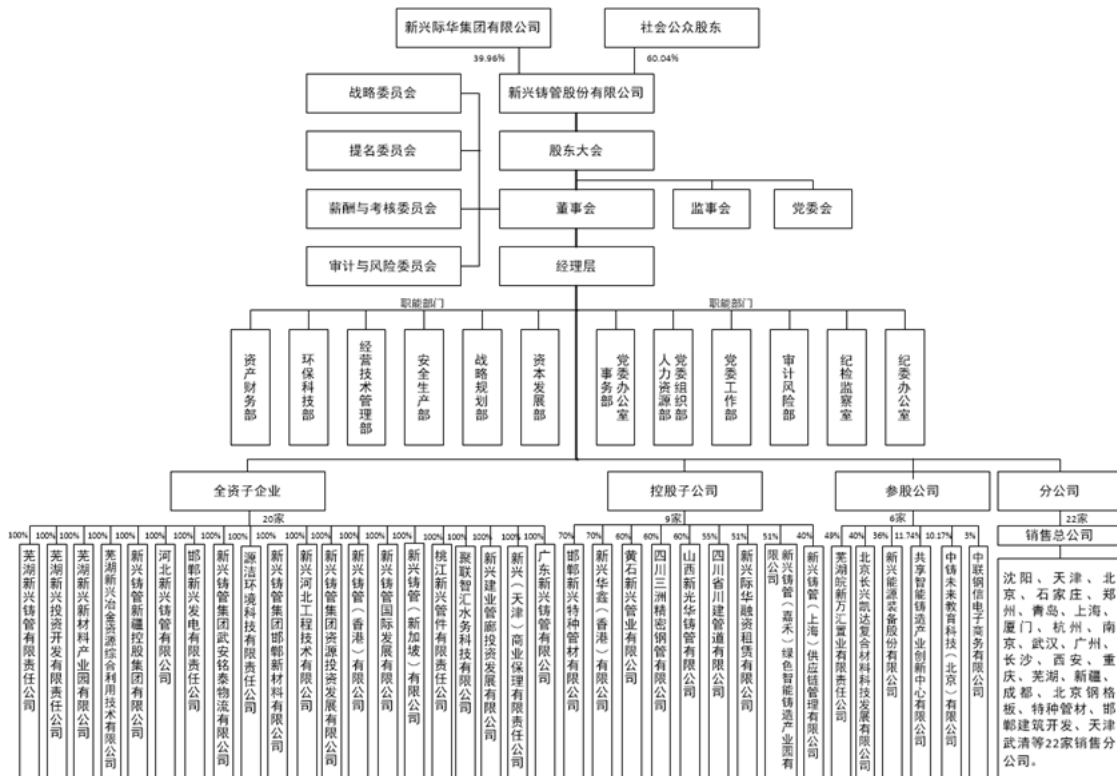 新兴际华集团有限公司
社会公众股东
39.96%
60.04%
战略委员会
新兴铸管股份有限公司
提名委员会
股东大会
薪酬与考核委员会
董事会
监事会
党委会
审计与风险委员会
经理层
职能部门
职能部门
资产财务部
环保科技部
经营技术管理部
安全生产部
战略规划部
资本发展部
党委办公室
事务部
党委组织部
人力资源部
党委工作部
审计风险部
纪检监察室
纪委办公室
全资子企业
控股子公司
参股公司
分公司
20家
9家
6家
22家
100%
芜湖新兴铸管有限责任公司
100%
芜湖新兴投资开发有限责任公司
100%
芜湖新兴新材料产业园有限公司
100%
芜湖新兴冶金资源综合利用技术有限公司
100%
新兴铸管新疆控股集团有限公司
100%
河北新兴铸管有限公司
100%
邯郸新兴发电有限责任公司
100%
新兴铸管集团武安铭泰物流有限公司
100%
源洁环境科技有限责任公司
100%
新兴铸管集团邯郸新材料有限公司
100%
新兴河北工程技术有限公司
100%
新兴铸管集团资源投资发展有限公司
100%
新兴铸管（香港）有限公司
100%
新兴铸管国际发展有限公司
100%
新兴铸管（新加坡）有限公司
100%
桃江新兴管件有限责任公司
100%
聚联智汇水务科技有限公司
100%
新兴建业管廊投资发展有限公司
100%
新兴（天津）商业保理有限责任公司
100%
广东新兴铸管有限公司
70%
邯郸新兴特种管材有限公司
70%
新兴华鑫（香港）有限公司
60%
黄石新兴管业有限公司
60%
四川三洲精密钢管有限公司
60%
山西新光华铸管有限公司
55%
四川省川建管道有限公司
51%
新兴际华融资租赁有限公司
51%
新兴铸管（嘉禾）绿色智能铸造产业园有
限公司
40%
新兴铸管（上海）供应链管理有限公司
49%
芜湖皖新万汇置业有限责任公司
40%
北京长兴凯达复合材料科技发展有限公司
36%
新兴能源装备股份有限公司
11.74%
共享智能铸造产业创新中心有限公司
10.17%
中铸未来教育科技（北京）有限公司
3%
中联钢信电子商务有限公司
销售总公司
沈阳、天津、北
京、石家庄、郑
州、青岛、上海、
厦门、杭州、南
京、武汉、广州、
长沙、西安、重
庆、芜湖、新疆、
成都、北京钢格
板、特种管材、邯
郸建筑开发、天津
武清等22家销售分
公司。